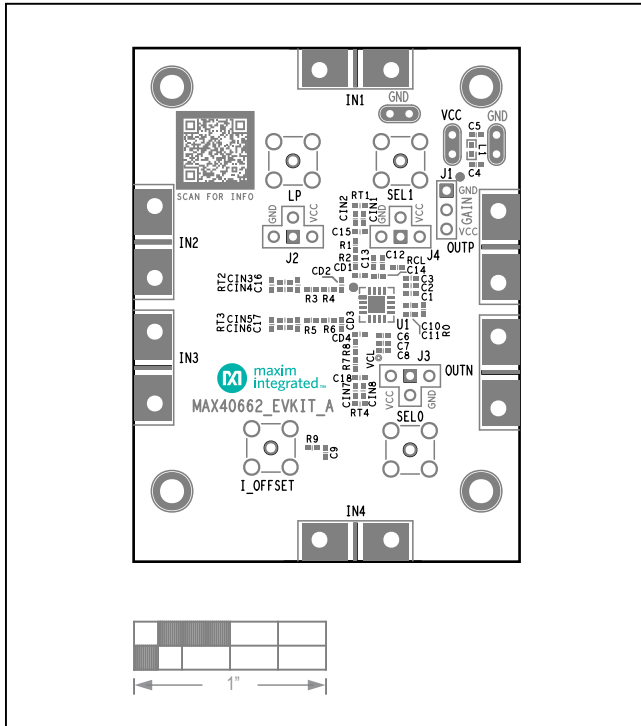 IN1
GND
VCC
GND
C5
L1
C4
SCAN FOR INFO
LP
SEL1
J1
GND
GAIN
VCC
RT1
CIN2
CIN1
GND
VCC
J2
GND
VCC
J4
C15
R1
R2
CD1
C13
C12
RCL
C14
OUTP
IN2
CD2
RT2
CIN3
CIN4
C16
R3
R4
C3
C2
C1
RT3
CIN5
CIN6
C17
R5
R6
CD3
CD4
U1
C10
C11
R0
C6
C7
C8
VCL
IN3
R8
R7
J3
VCC
GND
OUTN
maxim
integrated™
MAX40662_EVKIT_A
C18
CIN7
CIN8
RT4
SEL0
R9
C9
I_OFFSET
IN4
1"